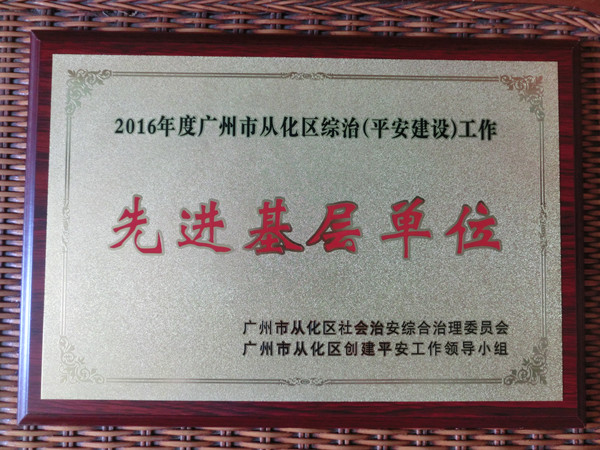 2016年度广州市从化区综治(平安建设)工作
先进基层单位
广州市从化区社会治安综合治理委员会
广州市从化区创建平安工作领导小组